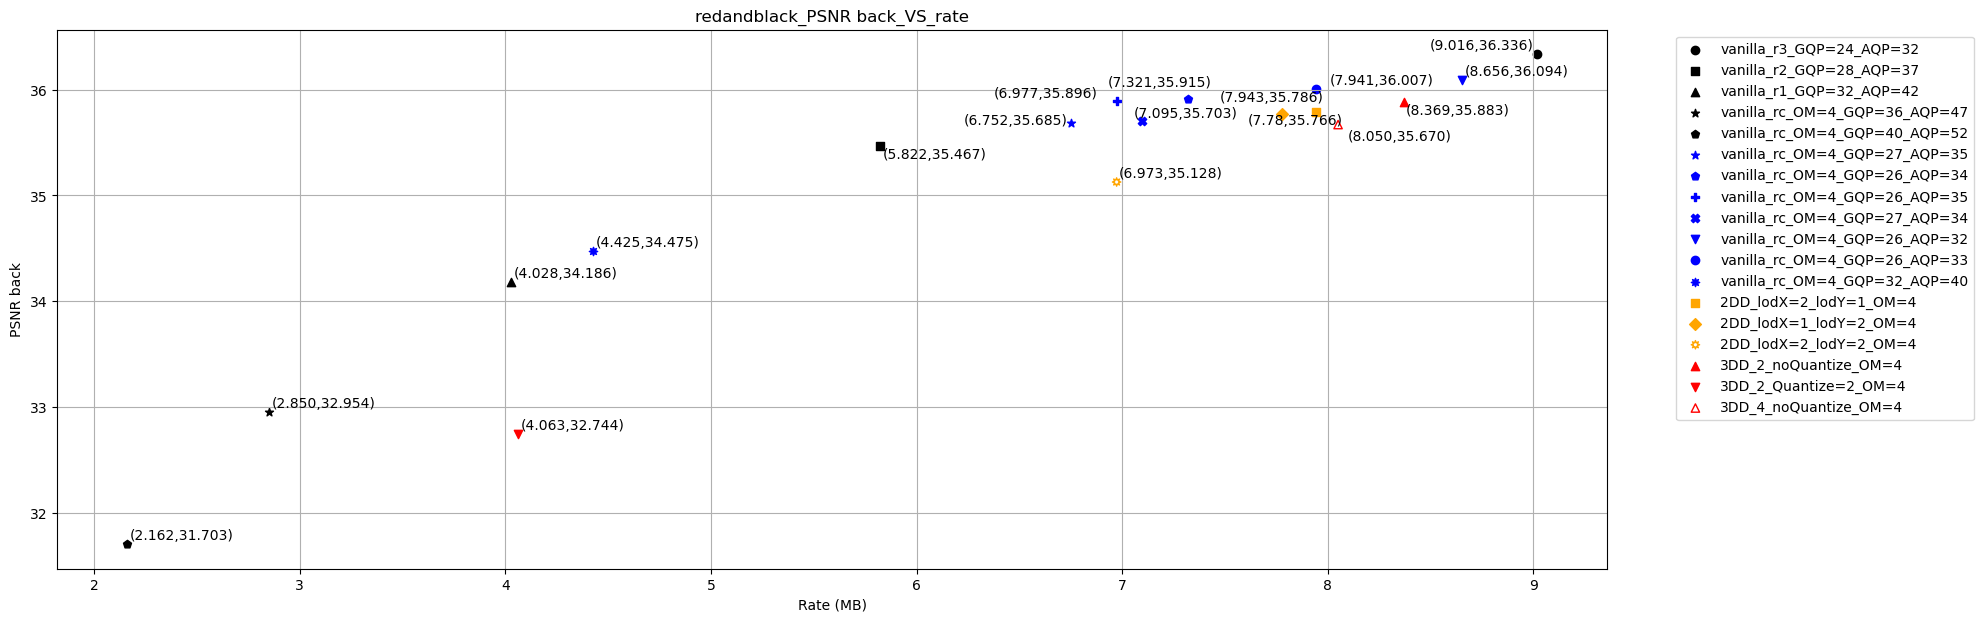 redandblack_PSNR back_VS_rate
PSNR back
36
35
34
33
32
(9.016,36.336)
(8.656,36.094)
(7.321,35.915)
(7.941,36.007)
(6.977,35.896)
(7.943,35.786)
(8.369,35.883)
(6.752,35.685)
(7.095,35.703)
(7.78,35.766)
(8.050,35.670)
(5.822,35.467)
(6.973,35.128)
(4.425,34.475)
(4.028,34.186)
(2.850,32.954)
(4.063,32.744)
(2.162,31.703)
2
3
4
5
6
7
8
9
Rate (MB)
vanilla_r3_GQP=24_AQP=32
vanilla_r2_GQP=28_AQP=37
vanilla_r1_GQP=32_AQP=42
vanilla_rc_OM=4_GQP=36_AQP=47
vanilla_rc_OM=4_GQP=40_AQP=52
vanilla_rc_OM=4_GQP=27_AQP=35
vanilla_rc_OM=4_GQP=26_AQP=34
vanilla_rc_OM=4_GQP=26_AQP=35
vanilla_rc_OM=4_GQP=27_AQP=34
vanilla_rc_OM=4_GQP=26_AQP=32
vanilla_rc_OM=4_GQP=26_AQP=33
vanilla_rc_OM=4_GQP=32_AQP=40
2DD_lodX=2_lodY=1_OM=4
2DD_lodX=1_lodY=2_OM=4
2DD_lodX=2_lodY=2_OM=4
3DD_2_noQuantize_OM=4
3DD_2_Quantize=2_OM=4
3DD_4_noQuantize_OM=4